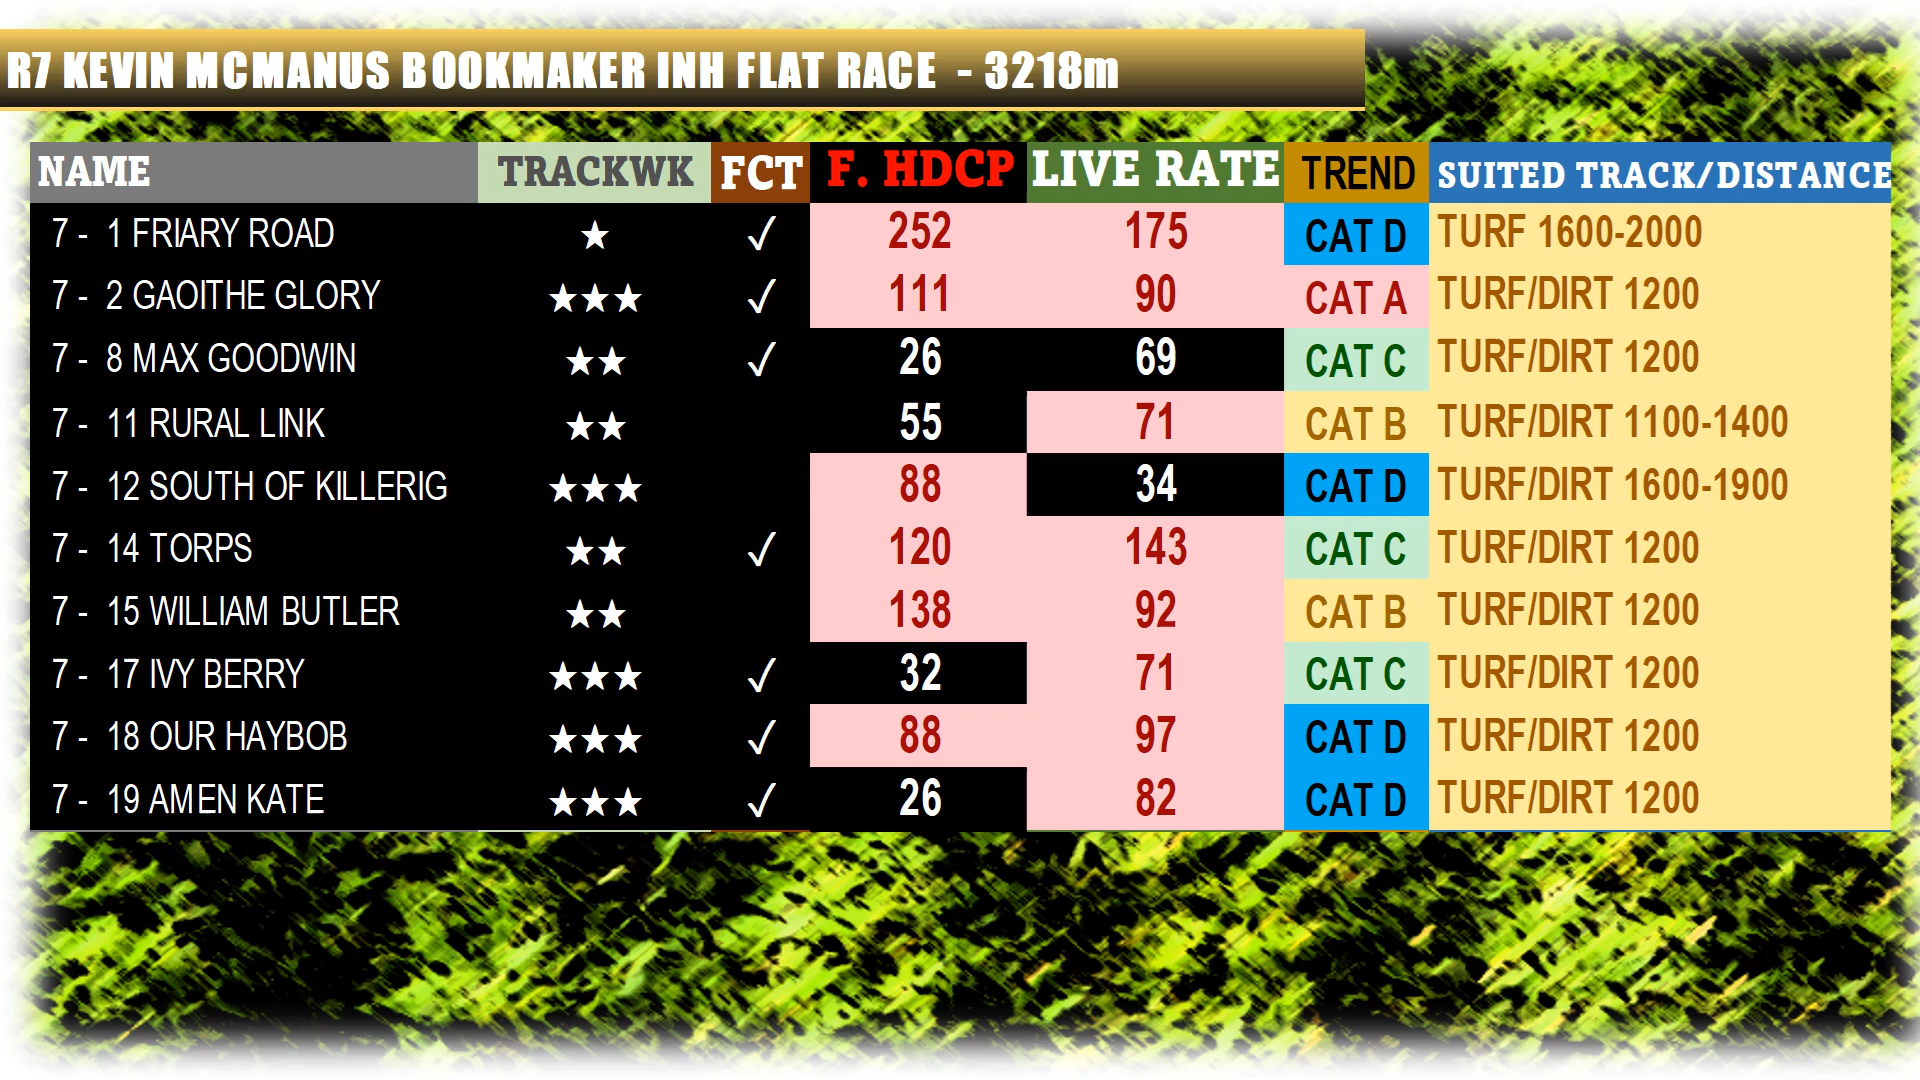 R7 KEVIN MCMANUS BOOKMAKER INH FLAT RACE - 3218m
NAME TRACKWK FCT F. HDCP LIVE RATE TREND SUITED TRACK/DISTANCE
7 - 1 FRIARY ROAD ★ ✓ 252 175 CAT D TURF 1600-2000
7 - 2 GAOITHE GLORY ★★★ ✓ 111 90 CAT A TURF/DIRT 1200
7 - 8 MAX GOODWIN ★★ ✓ 26 69 CAT C TURF/DIRT 1200
7 - 11 RURAL LINK ★★ 55 71 CAT B TURF/DIRT 1100-1400
7 - 12 SOUTH OF KILLERIG ★★★ 88 34 CAT D TURF/DIRT 1600-1900
7 - 14 TORPS ★★ ✓ 120 143 CAT C TURF/DIRT 1200
7 - 15 WILLIAM BUTLER ★★ 138 92 CAT B TURF/DIRT 1200
7 - 17 IVY BERRY ★★★ ✓ 32 71 CAT C TURF/DIRT 1200
7 - 18 OUR HAYBOB ★★★ ✓ 88 97 CAT D TURF/DIRT 1200
7 - 19 AMEN KATE ★★★ ✓ 26 82 CAT D TURF/DIRT 1200